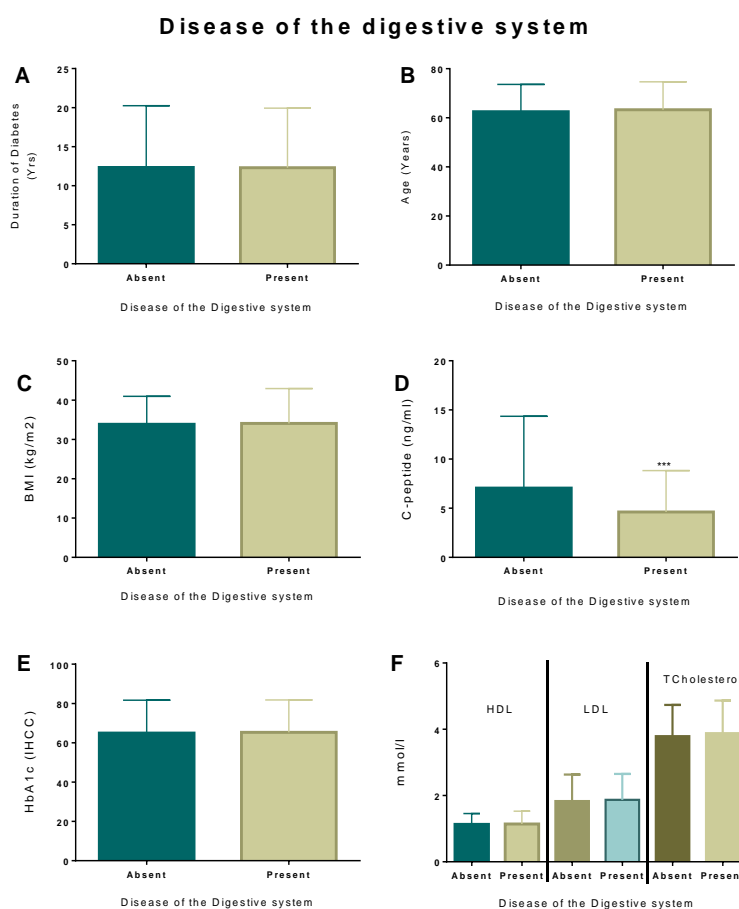 Disease of the digestive system
A
25
20
15
10
5
0
Duration of Diabetes
(Yrs)
Absent
Present
Disease of the Digestive system
B
80
60
40
20
0
Age (Years)
Absent
Present
Disease of the Digestive system
C
50
40
30
20
10
0
BMI (kg/m2)
Absent
Present
Disease of the Digestive system
D
20
15
10
5
0
C-peptide (ng/ml)
***
Absent
Present
Disease of the Digestive system
E
100
80
60
40
20
0
HbA1c (IHCC)
Absent
Present
Disease of the Digestive system
F
6
4
2
0
mmol/l
HDL
LDL
TCholestero
Absent Present Absent Present Absent Present
Disease of the Digestive system